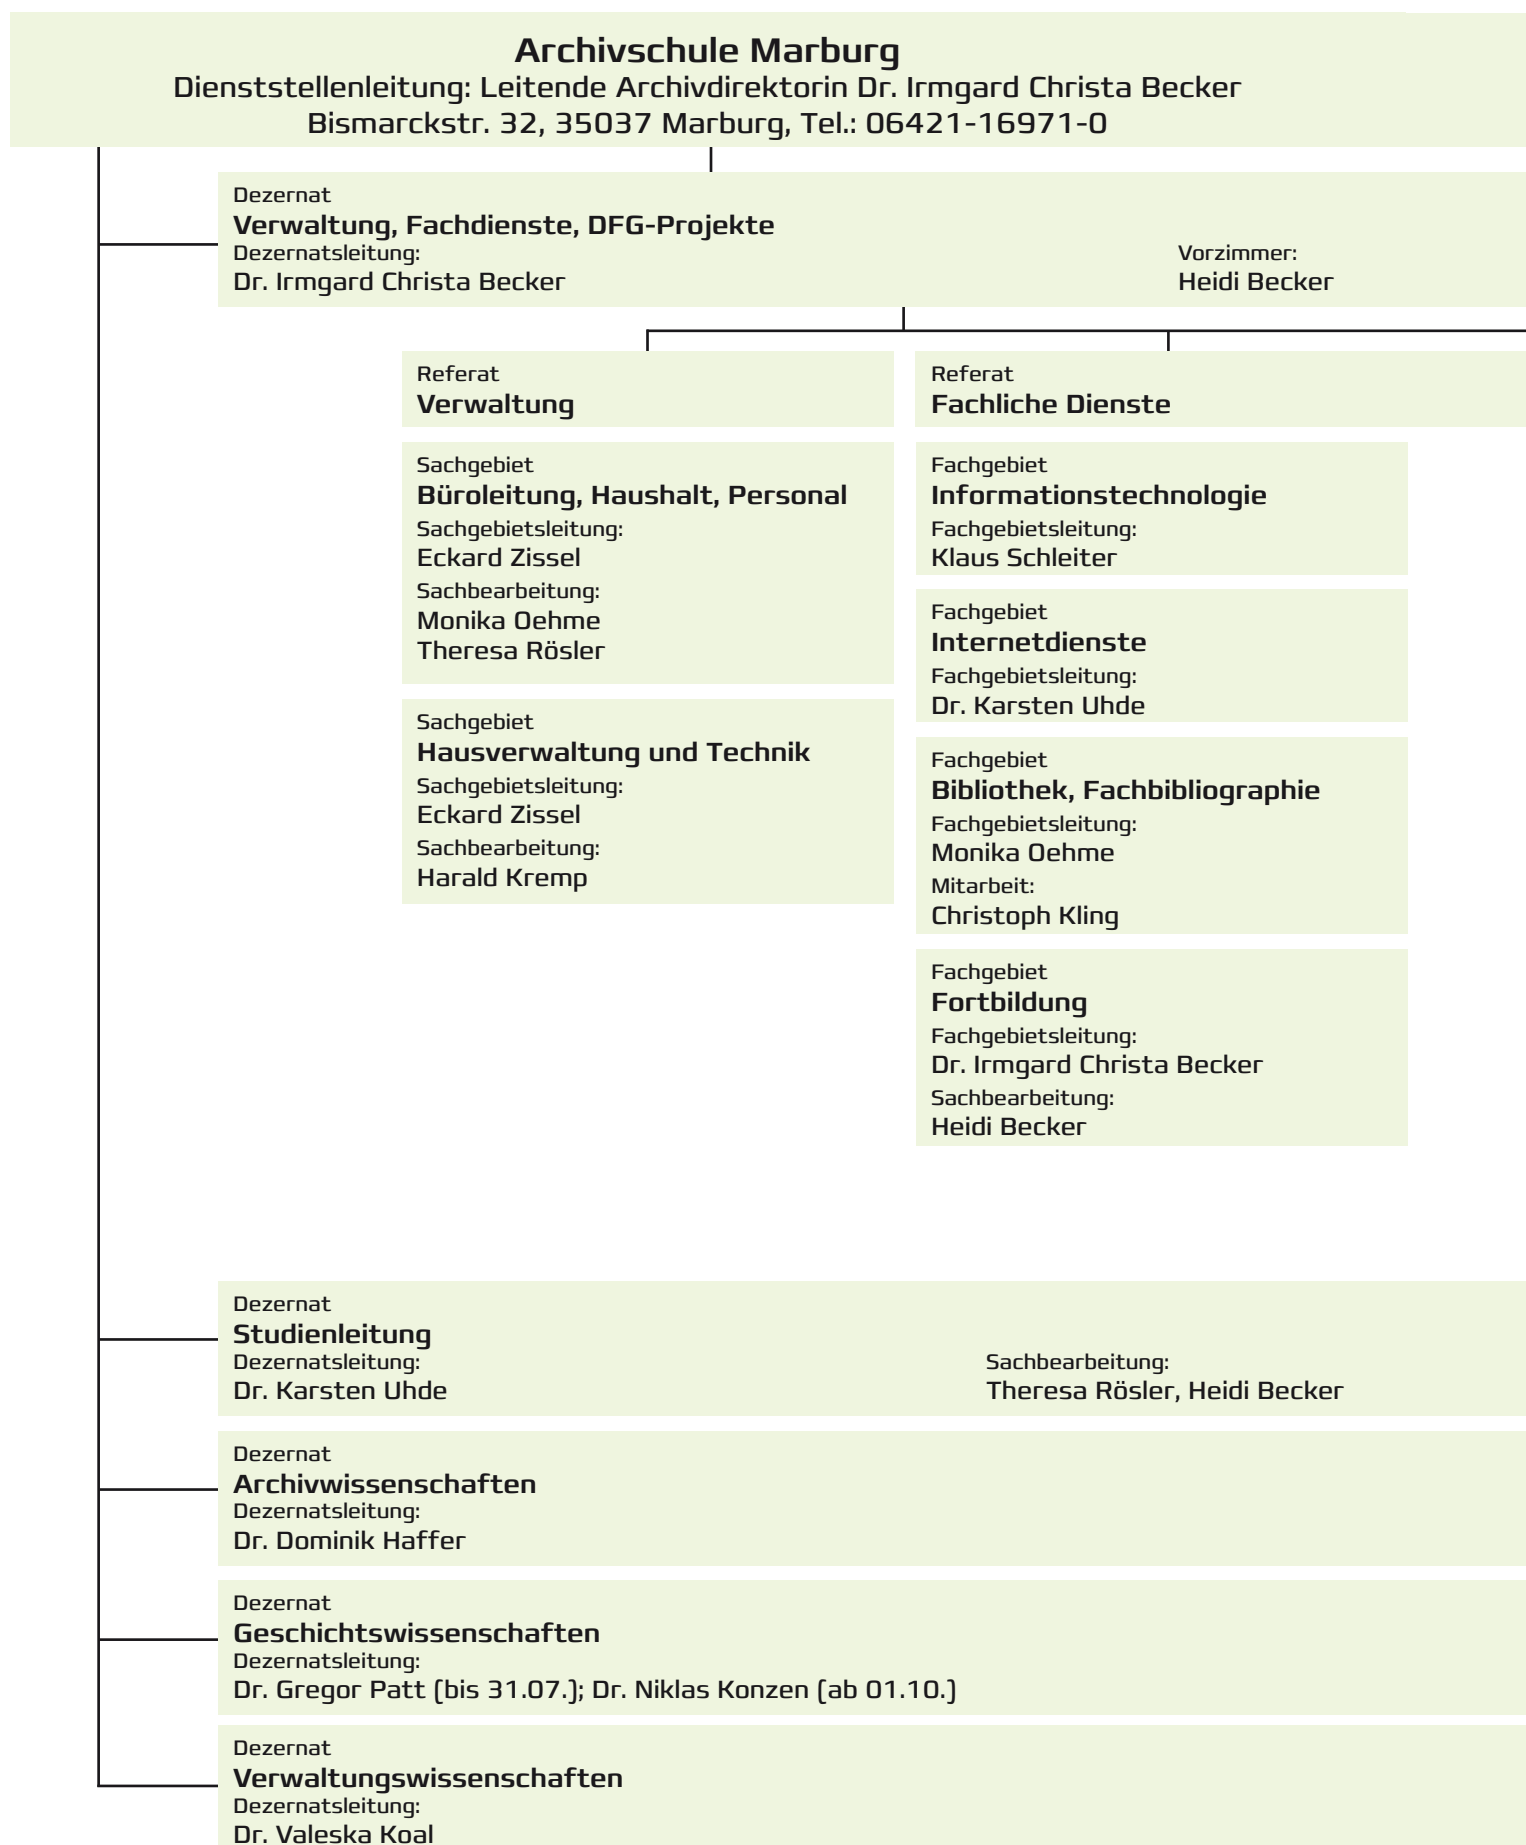 Archivschule Marburg
Dienststellenleitung: Leitende Archivdirektorin Dr. Irmgard Christa Becker
Bismarckstr. 32, 35037 Marburg, Tel.: 06421-16971-0
Dezernat
Verwaltung, Fachdienste, DFG-Projekte
Dezernatsleitung:
Dr. Irmgard Christa Becker
Vorzimmer:
Heidi Becker
Referat
Verwaltung
Sachgebiet
Büroleitung, Haushalt, Personal
Sachgebietsleitung:
Eckard Zissel
Sachbearbeitung:
Monika Oehme
Theresa Rösler
Sachgebiet
Hausverwaltung und Technik
Sachgebietsleitung:
Eckard Zissel
Sachbearbeitung:
Harald Kremp
Referat
Fachliche Dienste
Fachgebiet
Informationstechnologie
Fachgebietsleitung:
Klaus Schleiter
Fachgebiet
Internetdienste
Fachgebietsleitung:
Dr. Karsten Uhde
Fachgebiet
Bibliothek, Fachbibliographie
Fachgebietsleitung:
Monika Oehme
Mitarbeit:
Christoph Kling
Fachgebiet
Fortbildung
Fachgebietsleitung:
Dr. Irmgard Christa Becker
Sachbearbeitung:
Heidi Becker
Dezernat
Studienleitung
Dezernatsleitung:
Dr. Karsten Uhde
Sachbearbeitung:
Theresa Rösler, Heidi Becker
Dezernat
Archivwissenschaften
Dezernatsleitung:
Dr. Dominik Haffer
Dezernat
Geschichtswissenschaften
Dezernatsleitung:
Dr. Gregor Patt (bis 31.07.); Dr. Niklas Konzen (ab 01.10.)
Dezernat
Verwaltungswissenschaften
Dezernatsleitung:
Dr. Valeska Koal